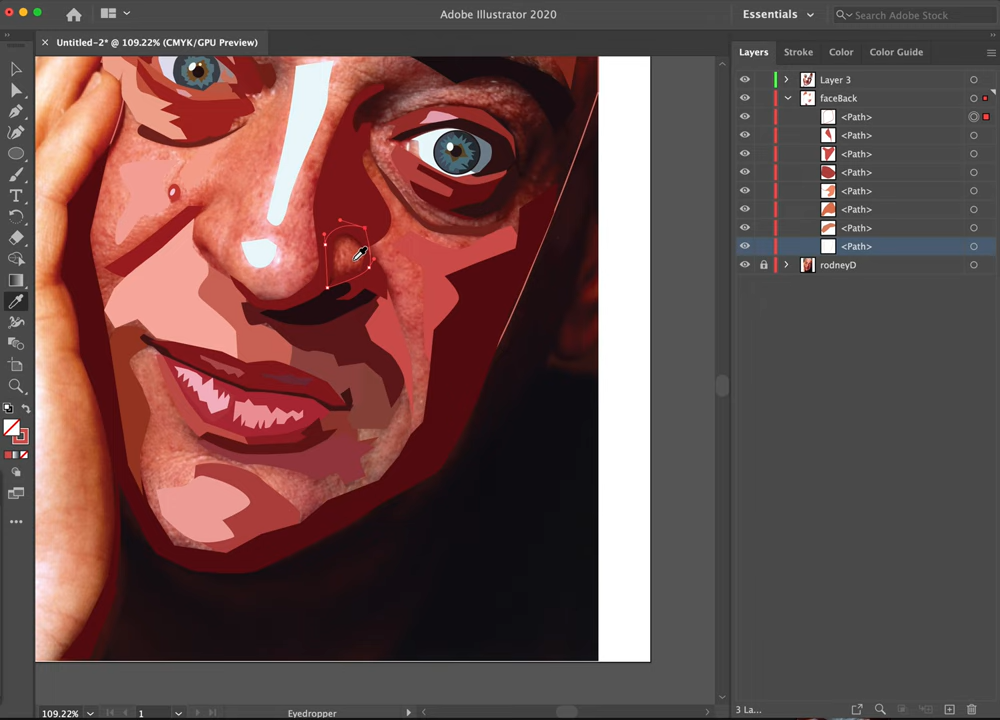 Adobe Illustrator 2020
Essentials
Search Adobe Stock
Untitled-2* @ 109.22% (CMYK/GPU Preview)
Layers
Stroke
Color
Color Guide
Layer 3
faceBack
<Path>
<Path>
<Path>
<Path>
<Path>
<Path>
<Path>
<Path>
rodneyD
109.22%
1
Eyedropper
3 La...